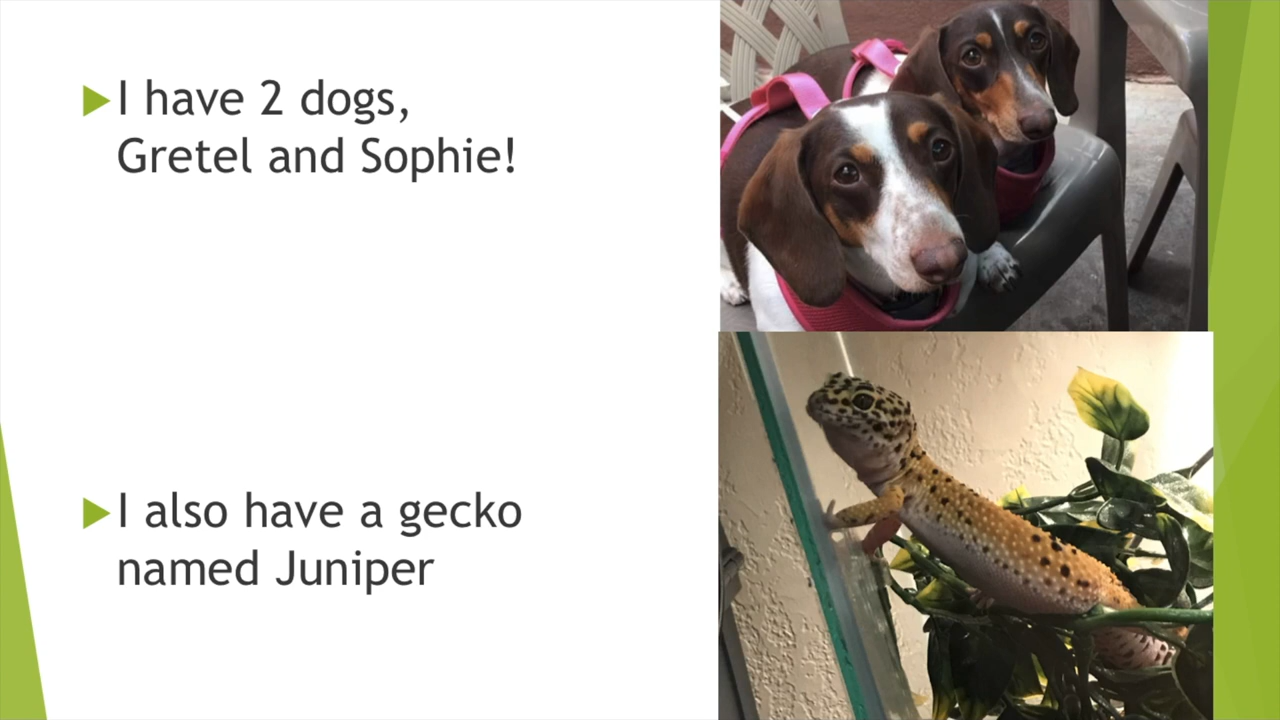 I have 2 dogs,
Gretel and Sophie!
I also have a gecko
named Juniper